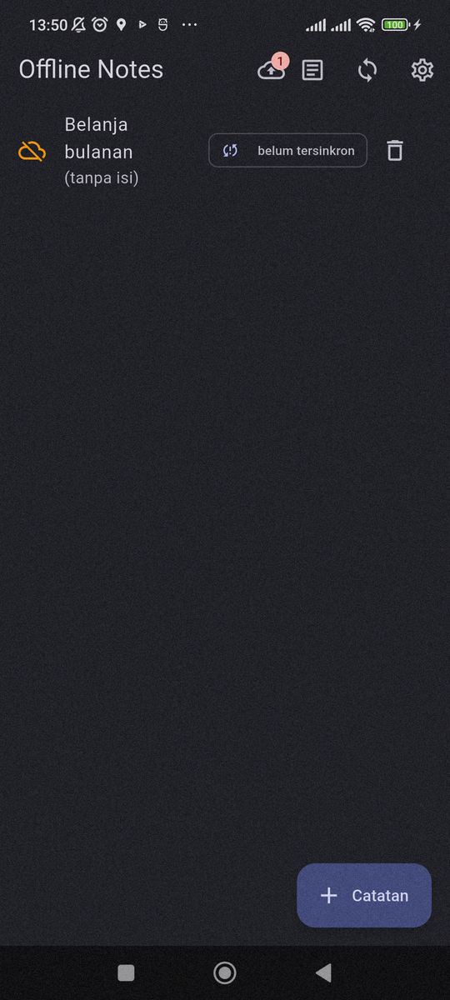 13:50
100
Offline Notes
1
Belanja
bulanan
(tanpa isi)
belum tersinkron
Catatan